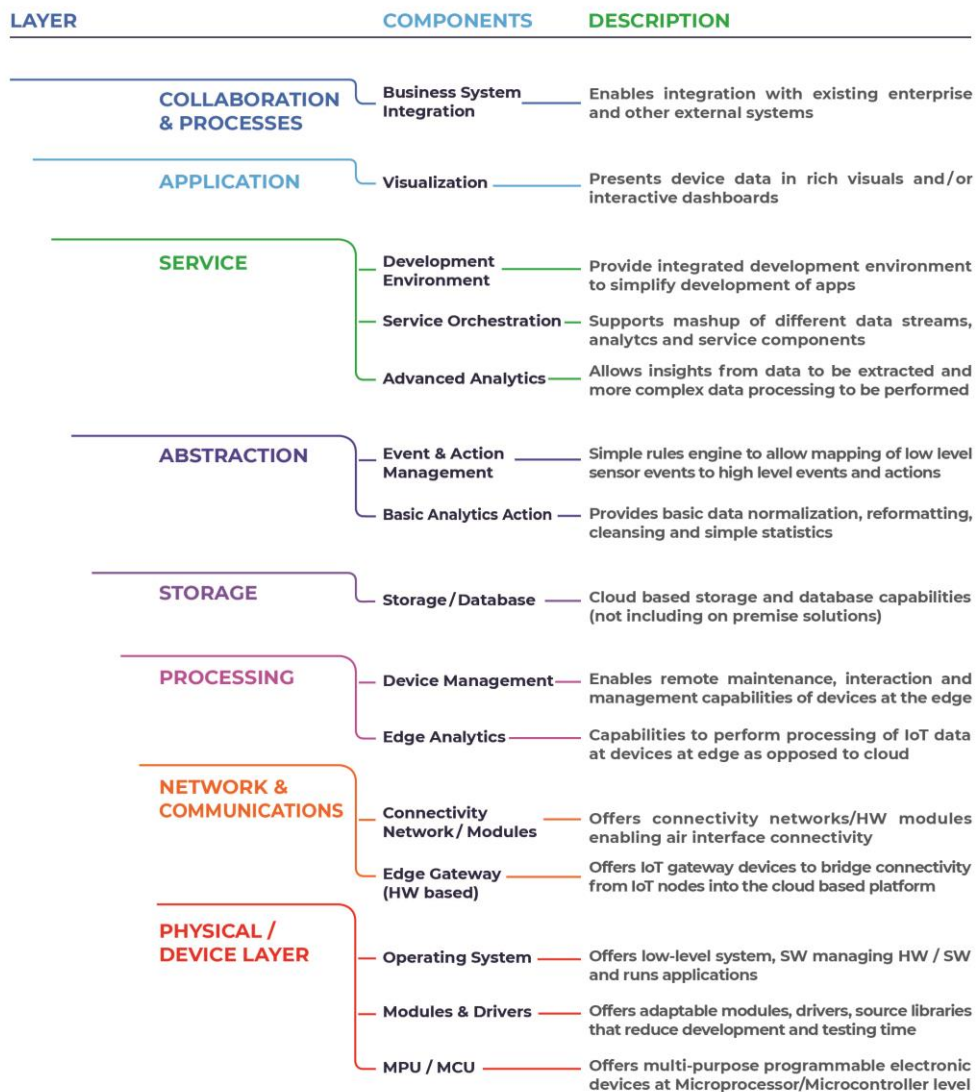 LAYER COMPONENTS DESCRIPTION
COLLABORATION
& PROCESSES
Business System
Integration
Enables integration with existing enterprise
and other external systems
APPLICATION
Visualization
Presents device data in rich visuals and/or
interactive dashboards
SERVICE
Development
Environment
Provide integrated development environment
to simplify development of apps
Service Orchestration
Supports mashup of different data streams,
analytcs and service components
Advanced Analytics
Allows insights from data to be extracted and
more complex data processing to be performed
ABSTRACTION
Event & Action
Management
Simple rules engine to allow mapping of low level
sensor events to high level events and actions
Basic Analytics Action
Provides basic data normalization, reformatting,
cleansing and simple statistics
STORAGE
Storage/Database
Cloud based storage and database capabilities
(not including on premise solutions)
PROCESSING
Device Management
Enables remote maintenance, interaction and
management capabilities of devices at the edge
Edge Analytics
Capabilities to perform processing of IoT data
at devices at edge as opposed to cloud
NETWORK &
COMMUNICATIONS
Connectivity
Network/Modules
Offers connectivity networks/HW modules
enabling air interface connectivity
Edge Gateway
(HW based)
Offers IoT gateway devices to bridge connectivity
from IoT nodes into the cloud based platform
PHYSICAL /
DEVICE LAYER
Operating System
Offers low-level system, SW managing HW / SW
and runs applications
Modules & Drivers
Offers adaptable modules, drivers, source libraries
that reduce development and testing time
MPU / MCU
Offers multi-purpose programmable electronic
devices at Microprocessor/Microcontroller level